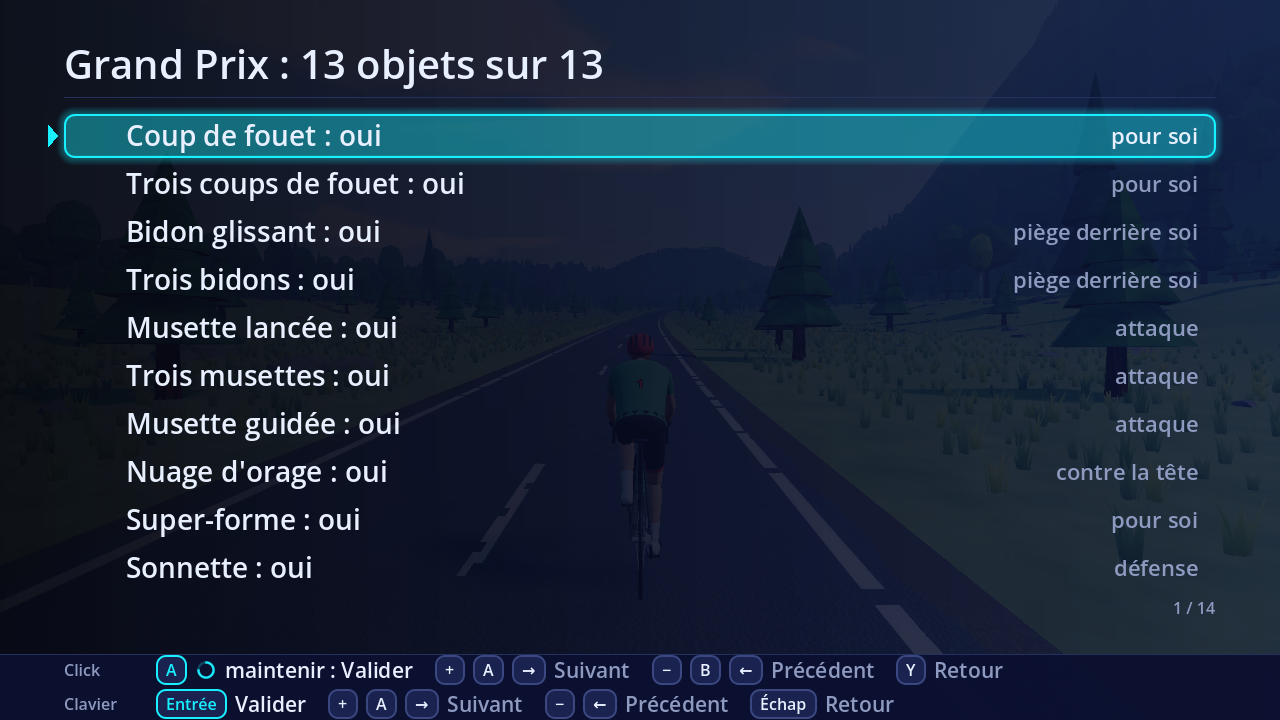 Grand Prix : 13 objets sur 13
Coup de fouet : oui pour soi
Trois coups de fouet : oui pour soi
Bidon glissant : oui piège derrière soi
Trois bidons : oui piège derrière soi
Musette lancée : oui attaque
Trois musettes : oui attaque
Musette guidée : oui attaque
Nuage d'orage : oui contre la tête
Super-forme : oui pour soi
Sonnette : oui défense
1 / 14
Click A maintenir : Valider + A → Suivant − B ← Précédent Y Retour
Clavier Entrée Valider + A → Suivant − ← Précédent Échap Retour